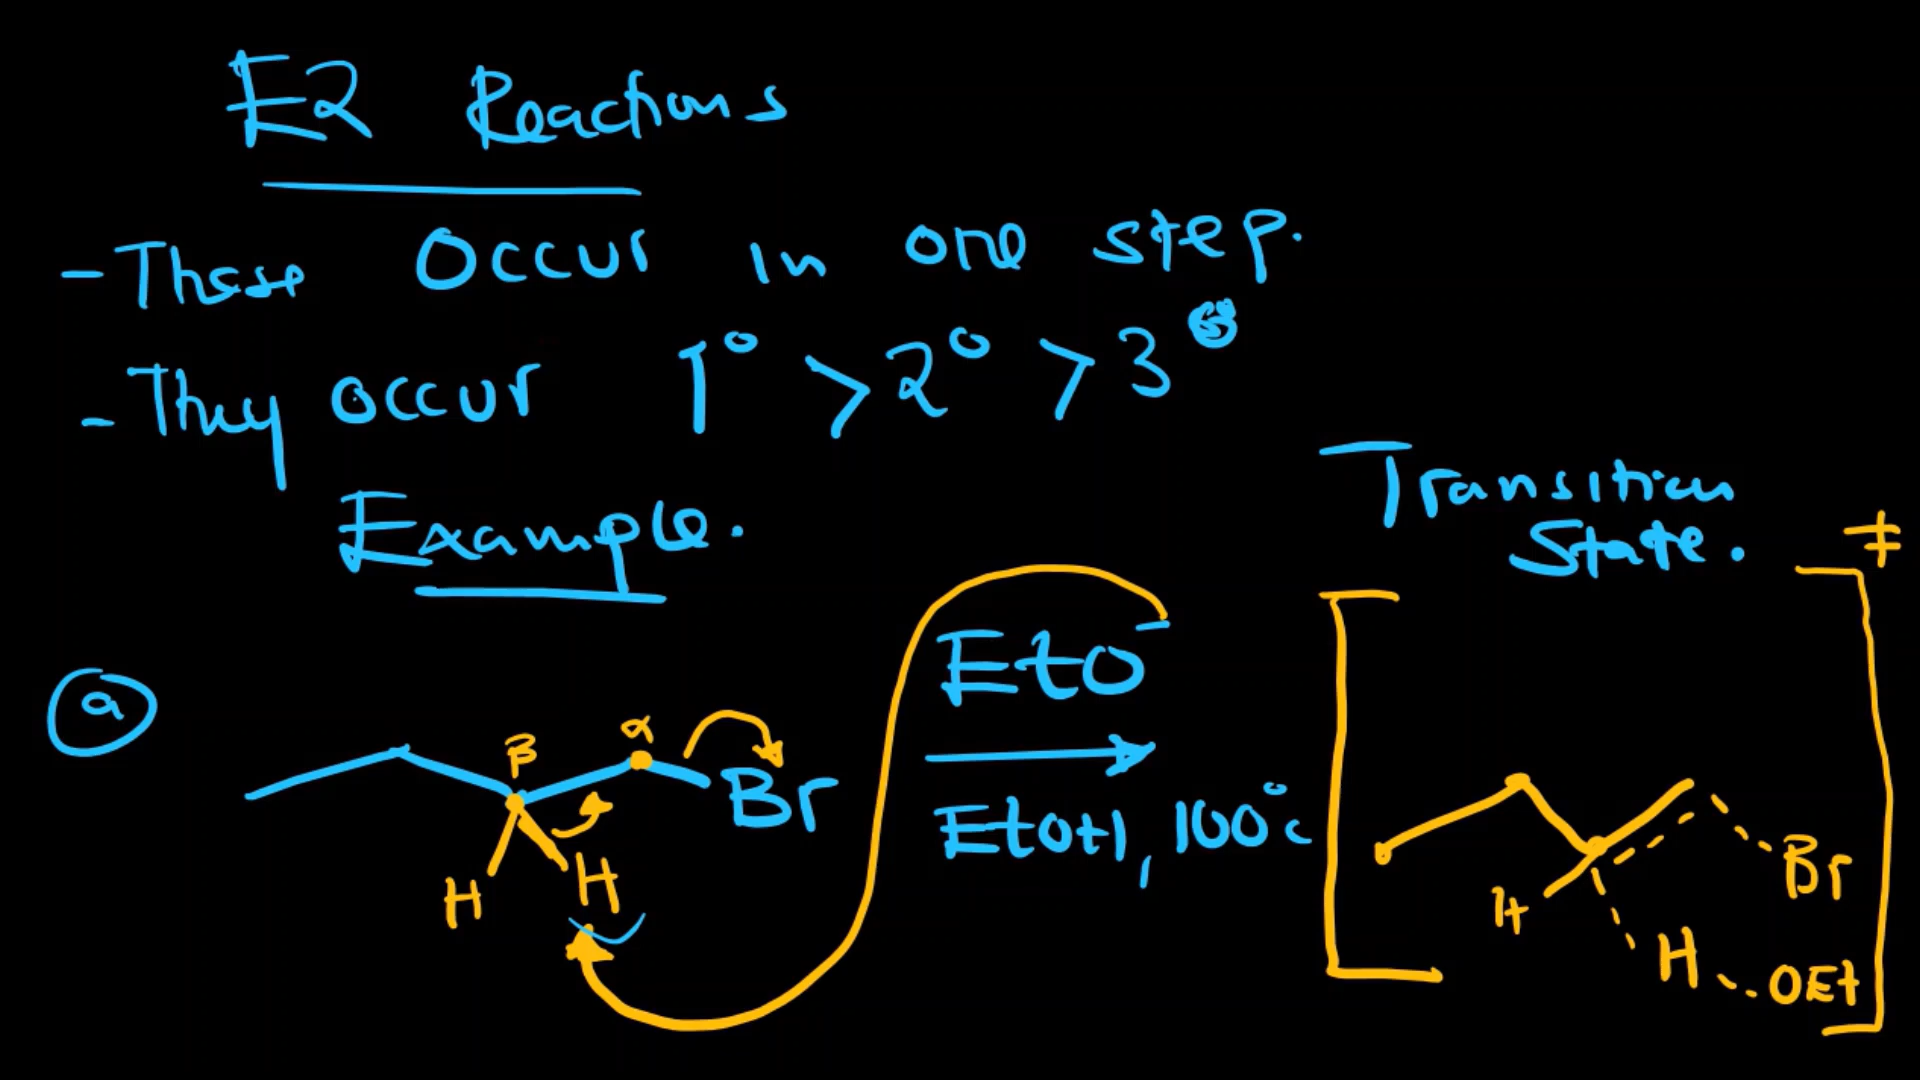 E2 Reactions
- These occur in one step.
- They occur 1° > 2° > 3°
Example.
Transition
State.
‡
a
EtO⁻
EtOH, 100°C
β α
Br
H H
Br
H
H OEt